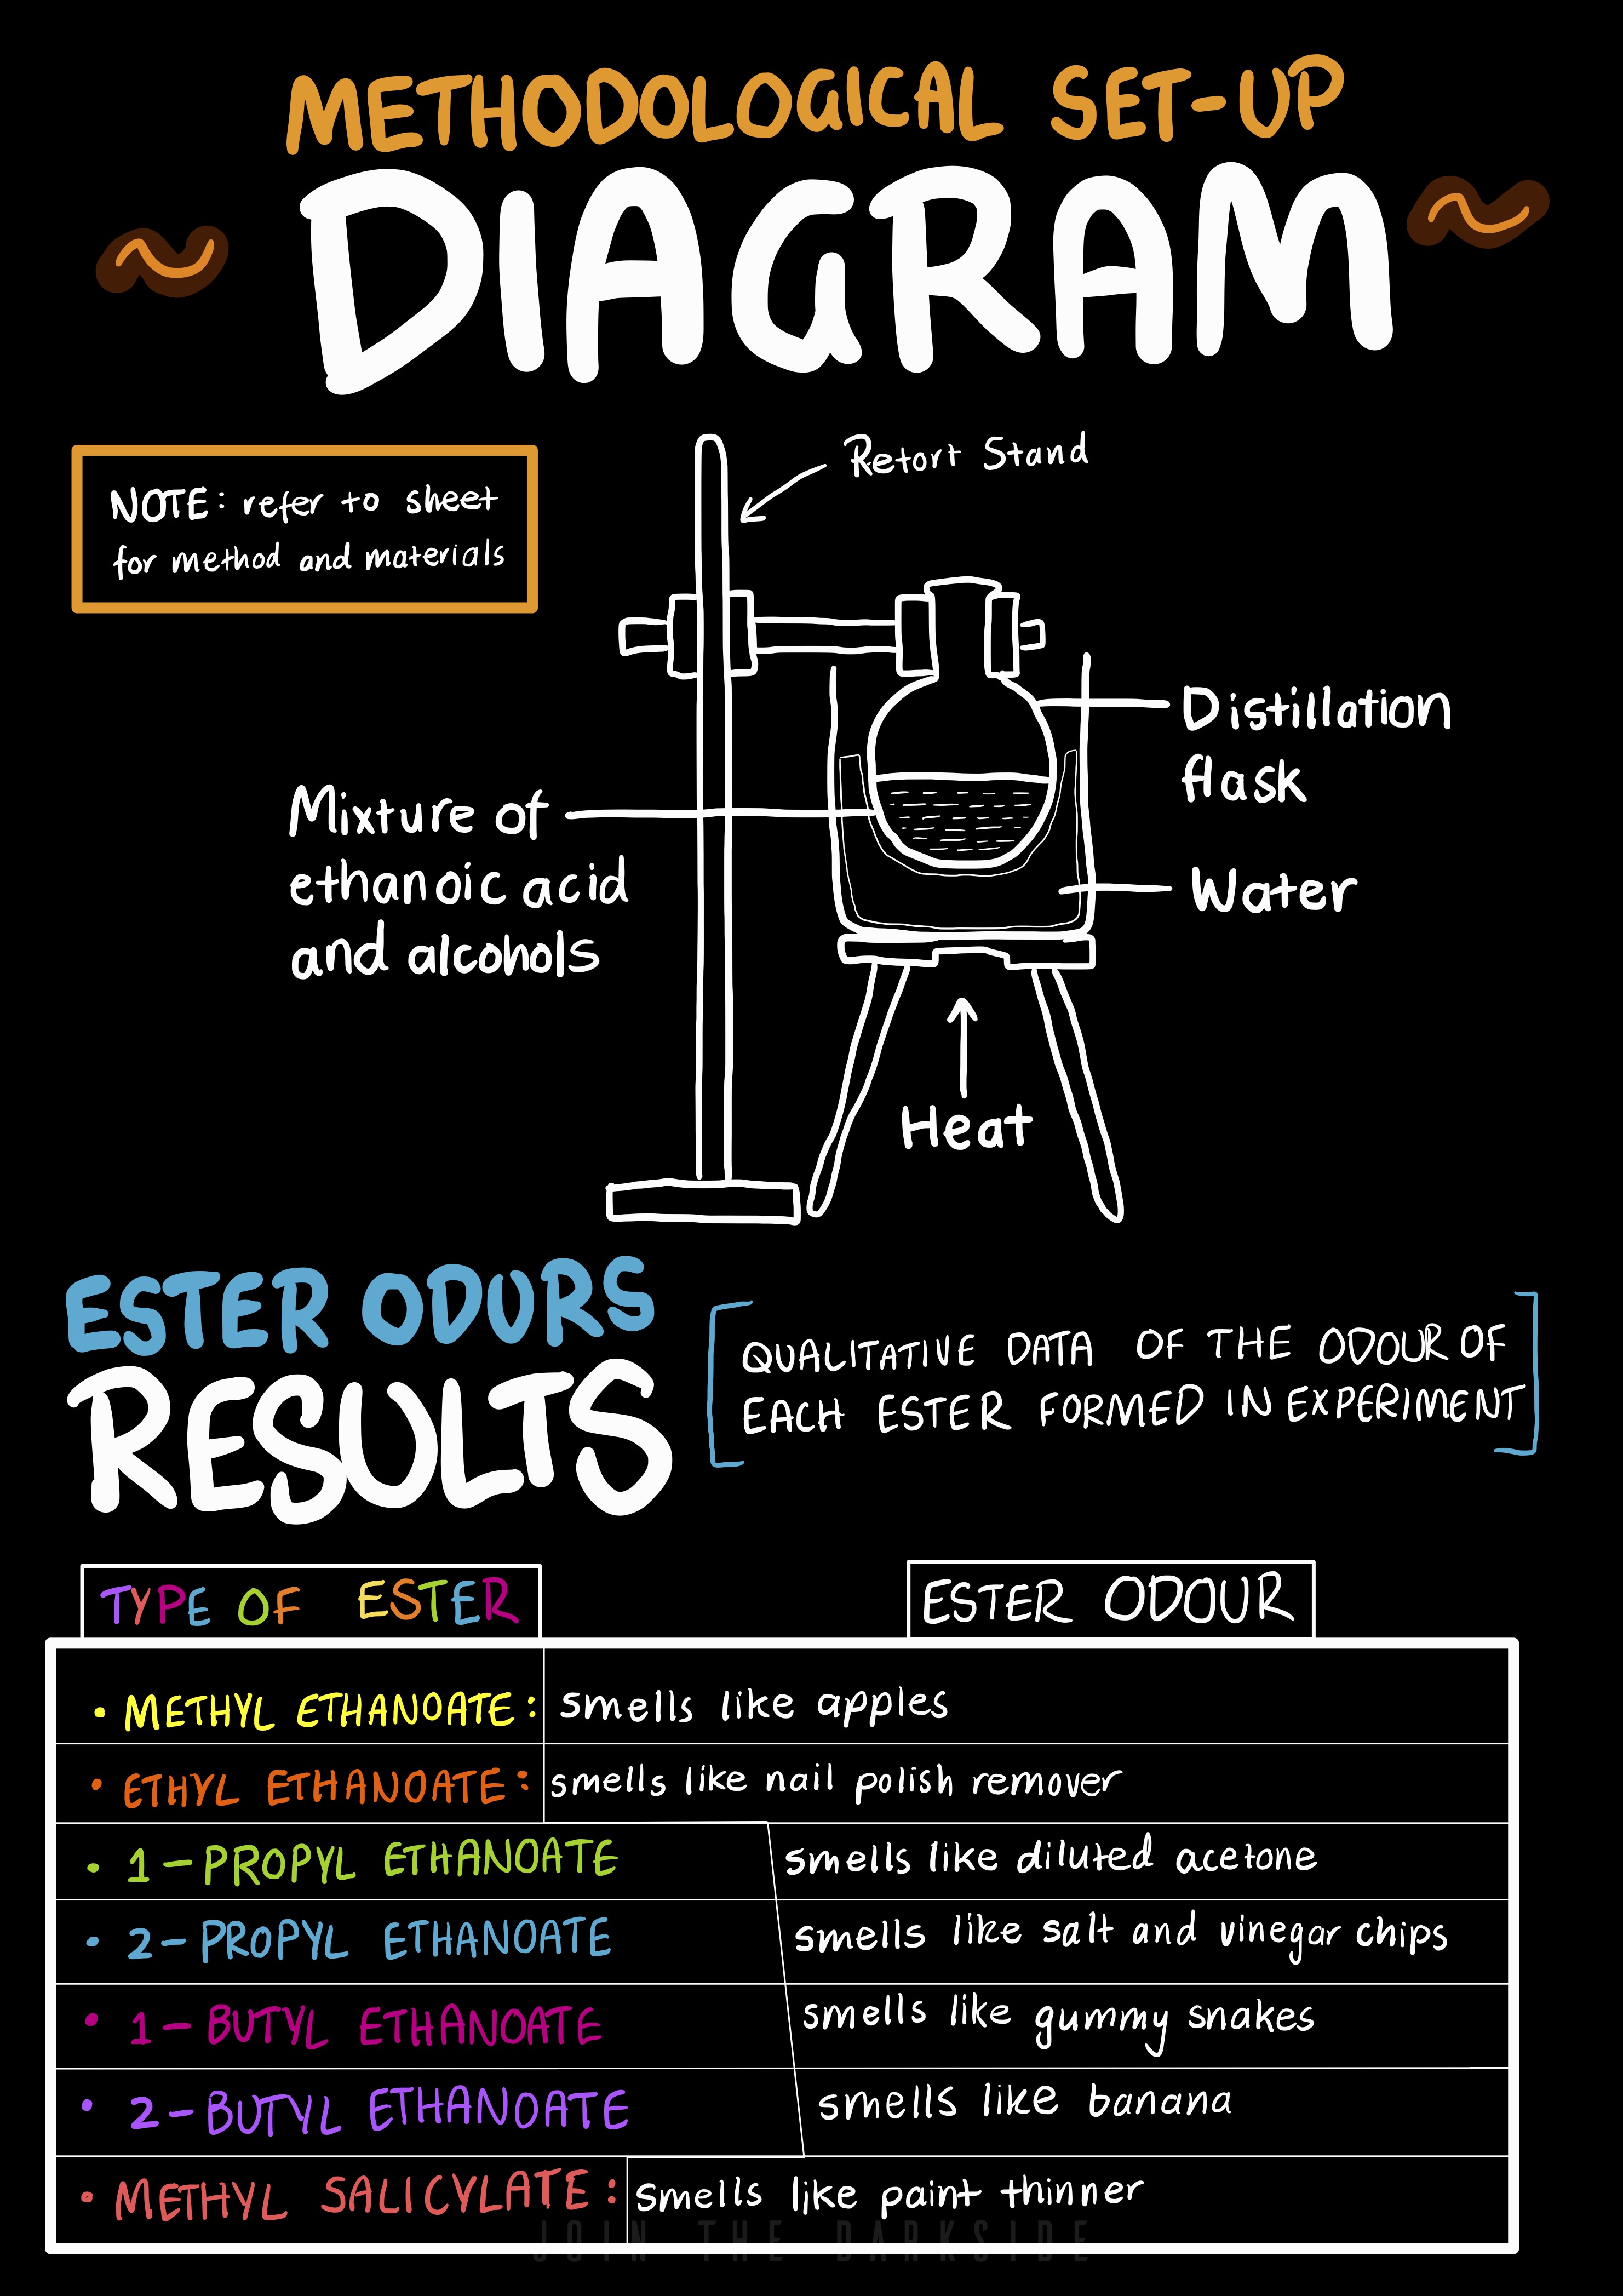 METHODOLOGICAL SET-UP
DIAGRAM
NOTE: refer to sheet
for method and materials
Retort Stand
Distillation
flask
Mixture of
ethanoic acid
and alcohols
Water
Heat
ESTER ODURS
RESULTS
QUALITATIVE DATA OF THE ODOUR OF
EACH ESTER FORMED IN EXPERIMENT
TYPE OF ESTER
ESTER ODOUR
• METHYL ETHANOATE: smells like apples
• ETHYL ETHANOATE: smells like nail polish remover
• 1-PROPYL ETHANOATE smells like diluted acetone
• 2-PROPYL ETHANOATE smells like salt and vinegar chips
• 1-BUTYL ETHANOATE smells like gummy snakes
• 2-BUTYL ETHANOATE smells like banana
• METHYL SALICYLATE: smells like paint thinner
JOIN THE DARKSIDE